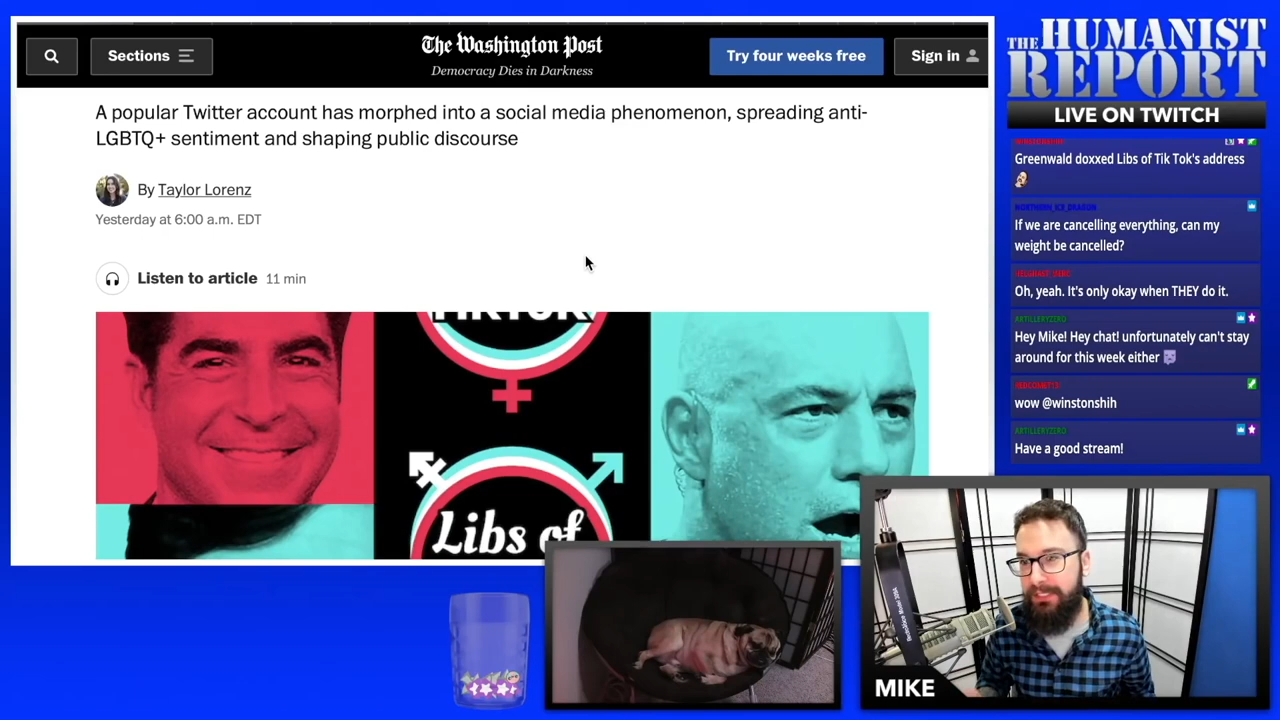 Sections
The Washington Post
Democracy Dies in Darkness
Try four weeks free
Sign in
A popular Twitter account has morphed into a social media phenomenon, spreading anti-
LGBTQ+ sentiment and shaping public discourse
By Taylor Lorenz
Yesterday at 6:00 a.m. EDT
Listen to article 11 min
TIKTOK
Libs of
THE HUMANIST
REPORT
LIVE ON TWITCH
Greenwald doxxed Libs of Tik Tok's address
NORTHERN_ICE_DRAGON
If we are cancelling everything, can my
weight be cancelled?
Oh, yeah. It's only okay when THEY do it.
ARTILLERYZERO
Hey Mike! Hey chat! unfortunately can't stay
around for this week either
wow @winstonshih
ARTILLERYZERO
Have a good stream!
MIKE